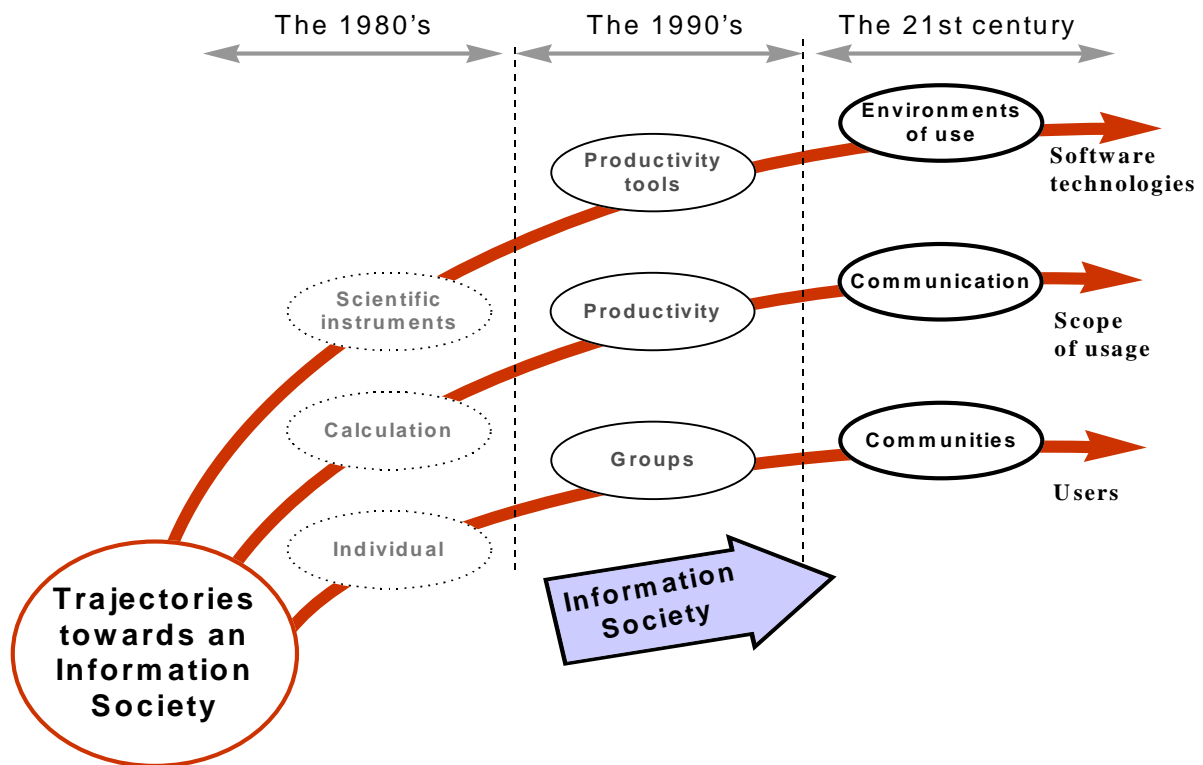 The 1980's
The 1990's
The 21st century
Environments
of use
Productivity
tools
Software
technologies
Scientific
instruments
Productivity
Communication
Scope
of usage
Calculation
Groups
Communities
Users
Individual
Information
Society
Trajectories
towards an
Information
Society